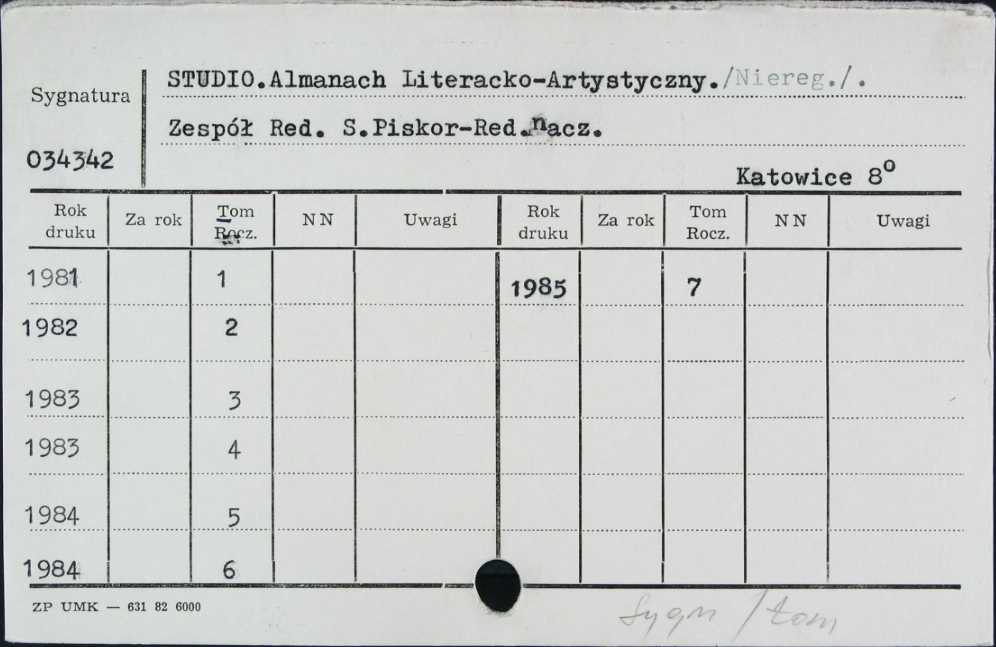 STUDIO.Almanach Literacko-Artystyczny./Niereg./.
Sygnatura
Zespół Red. S.Piskor-Red.nacz.
034342
Katowice 8º
Rok druku Za rok Tom Rocz. NN Uwagi Rok druku Za rok Tom Rocz. NN Uwagi
1981 1 1985 7
1982 2
1983 3
1983 4
1984 5
1984 6
ZP UMK — 631 82 6000
Sygn /tom